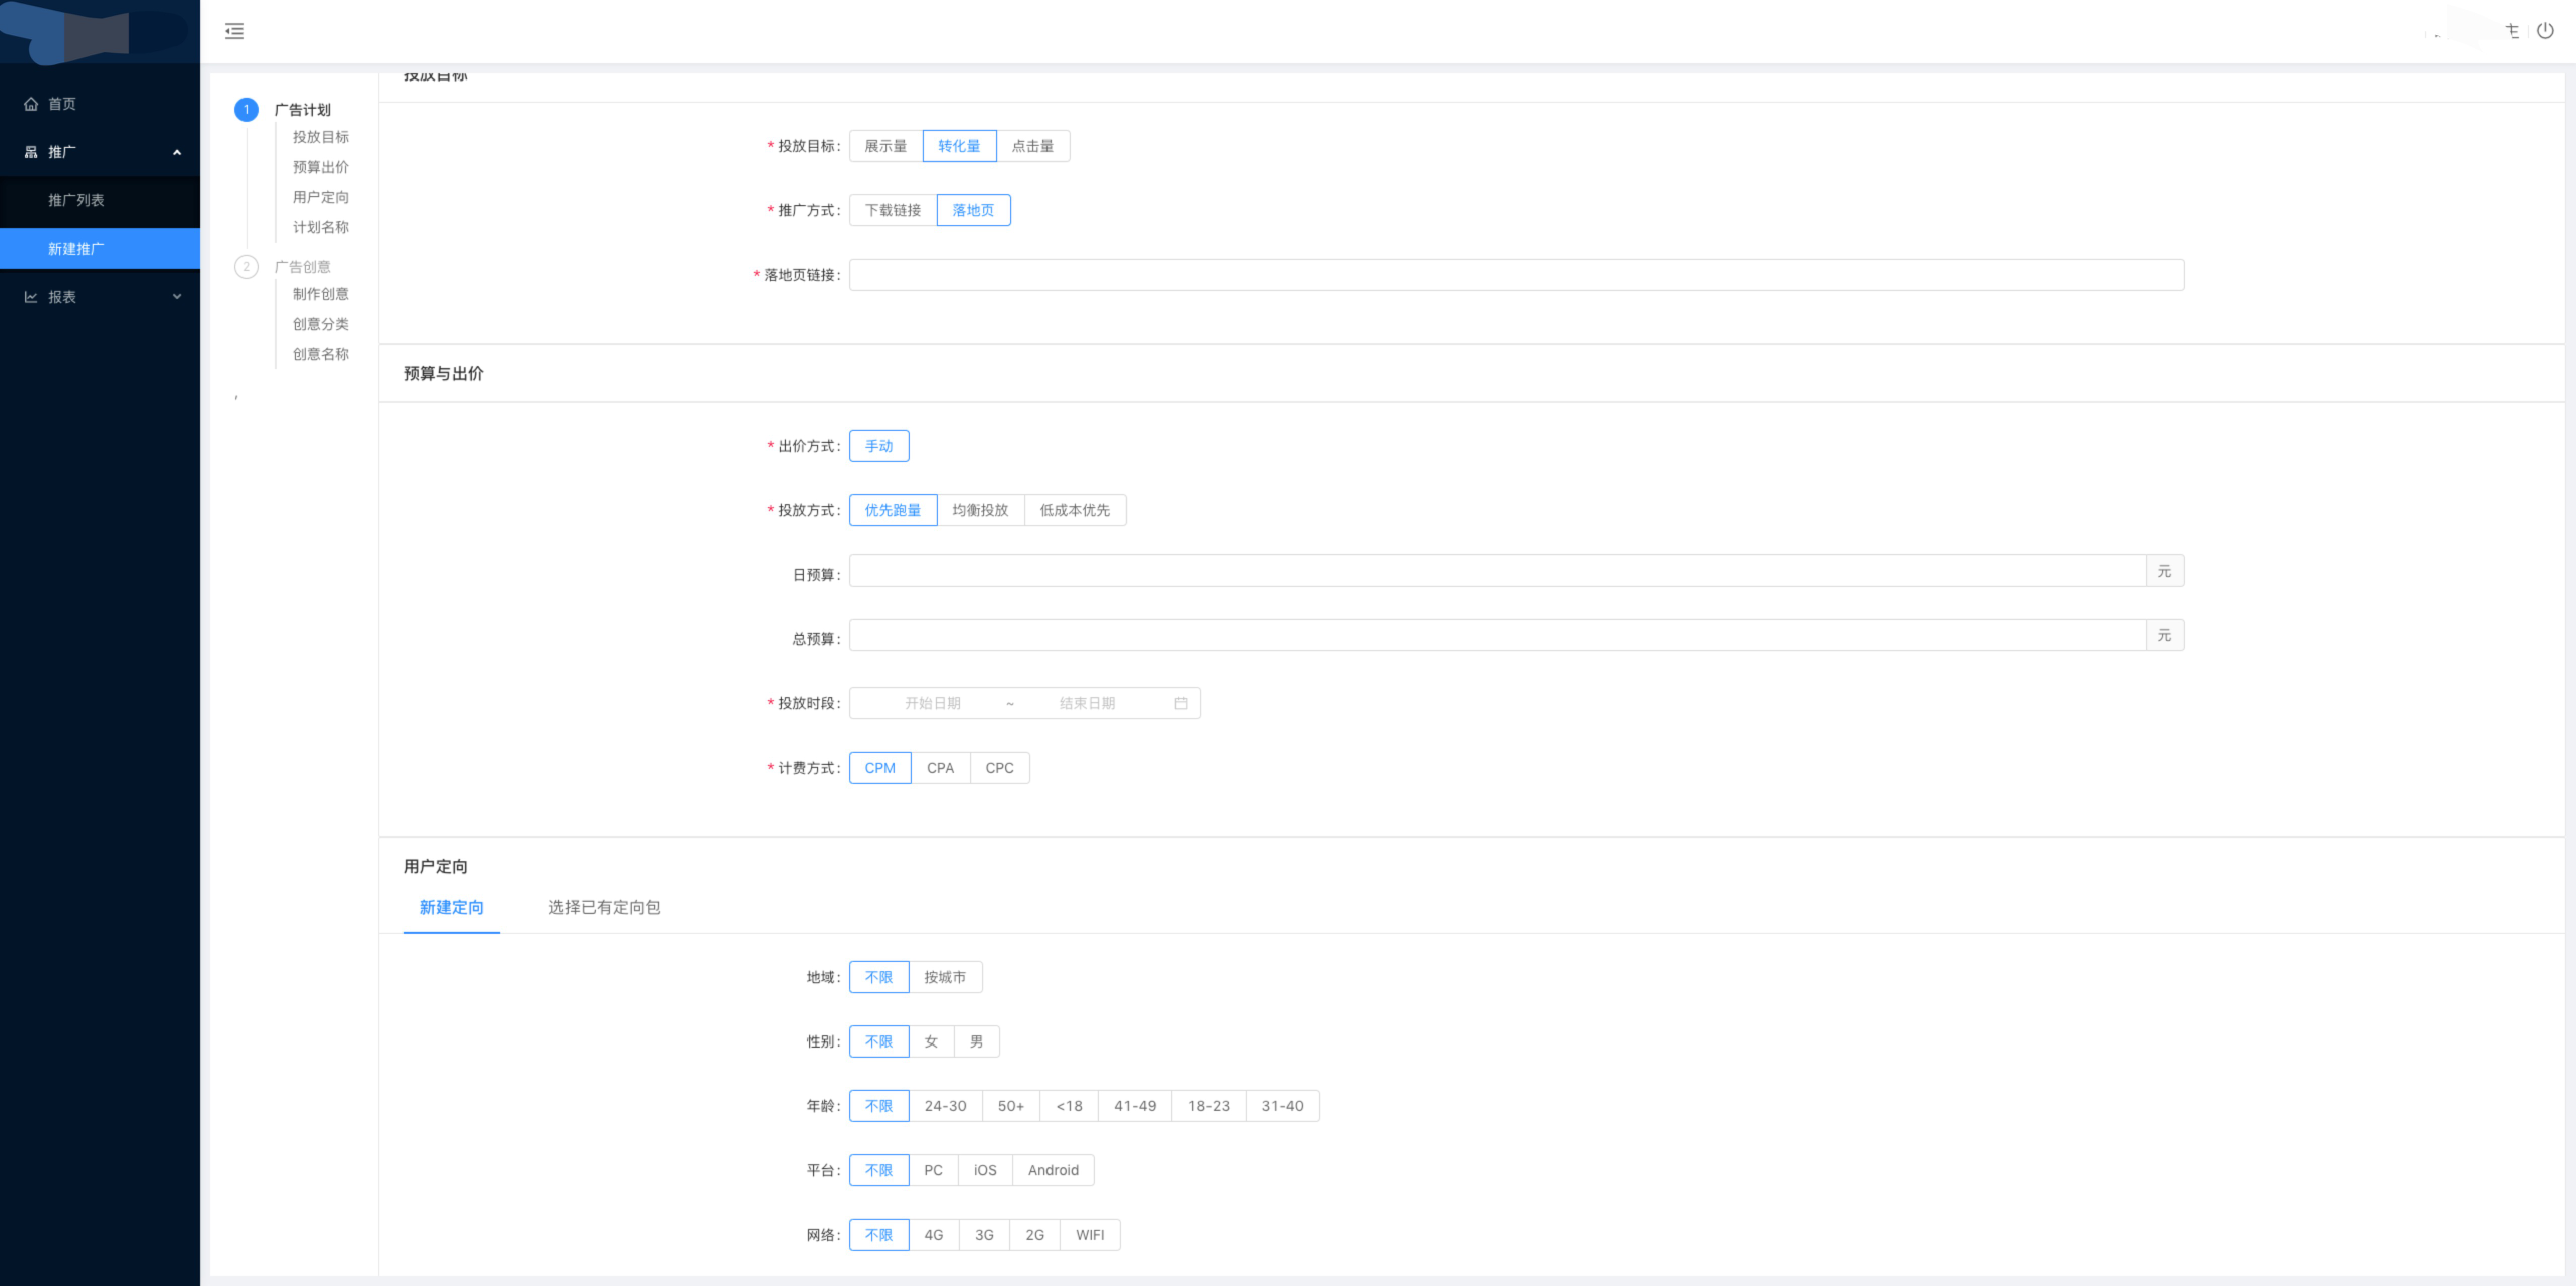 首页
推广
推广列表
新建推广
报表
1 广告计划
投放目标
预算出价
用户定向
计划名称
2 广告创意
制作创意
创意分类
创意名称
,
投放目标
* 投放目标: 展示量 转化量 点击量
* 推广方式: 下载链接 落地页
* 落地页链接:
预算与出价
* 出价方式: 手动
* 投放方式: 优先跑量 均衡投放 低成本优先
日预算: 元
总预算: 元
* 投放时段: 开始日期 ~ 结束日期
* 计费方式: CPM CPA CPC
用户定向
新建定向 选择已有定向包
地域: 不限 按城市
性别: 不限 女 男
年龄: 不限 24-30 50+ <18 41-49 18-23 31-40
平台: 不限 PC iOS Android
网络: 不限 4G 3G 2G WIFI